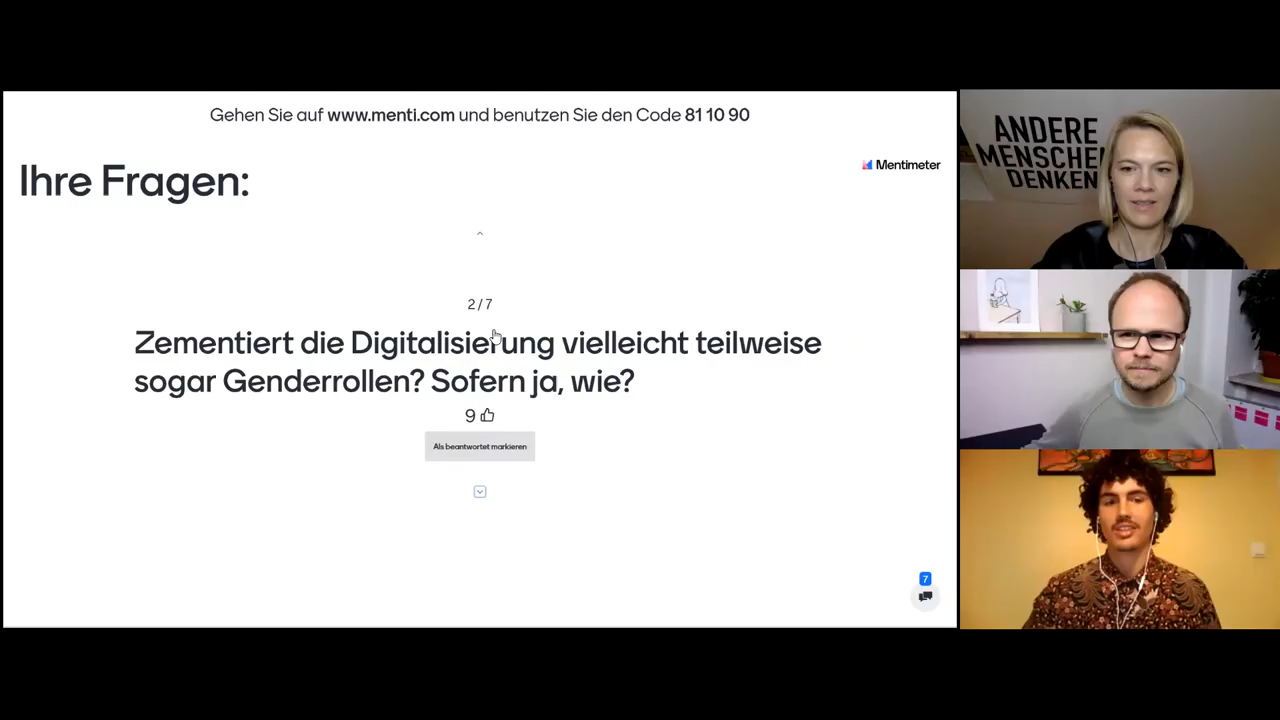 Gehen Sie auf www.menti.com und benutzen Sie den Code 81 10 90
Mentimeter
Ihre Fragen:
2/7
Zementiert die Digitalisierung vielleicht teilweise
sogar Genderrollen? Sofern ja, wie?
9
Als beantwortet markieren
7
ANDERE
MENSCHE
DENKEN